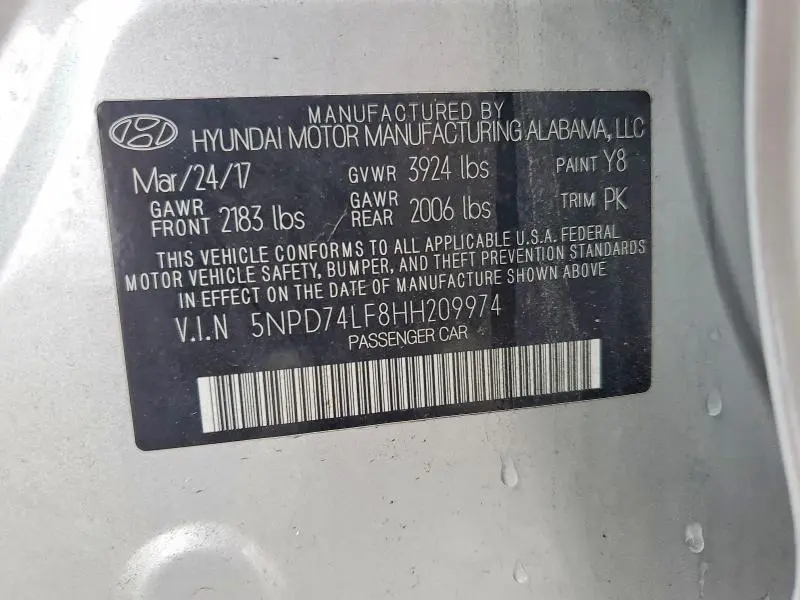 MANUFACTURED BY
HYUNDAI MOTOR MANUFACTURING ALABAMA, LLC
Mar/24/17 GVWR 3924 lbs PAINT Y8
GAWR FRONT 2183 lbs GAWR REAR 2006 lbs TRIM PK
THIS VEHICLE CONFORMS TO ALL APPLICABLE U.S.A. FEDERAL
MOTOR VEHICLE SAFETY, BUMPER, AND THEFT PREVENTION STANDARDS
IN EFFECT ON THE DATE OF MANUFACTURE SHOWN ABOVE
V.I.N 5NPD74LF8HH209974
PASSENGER CAR